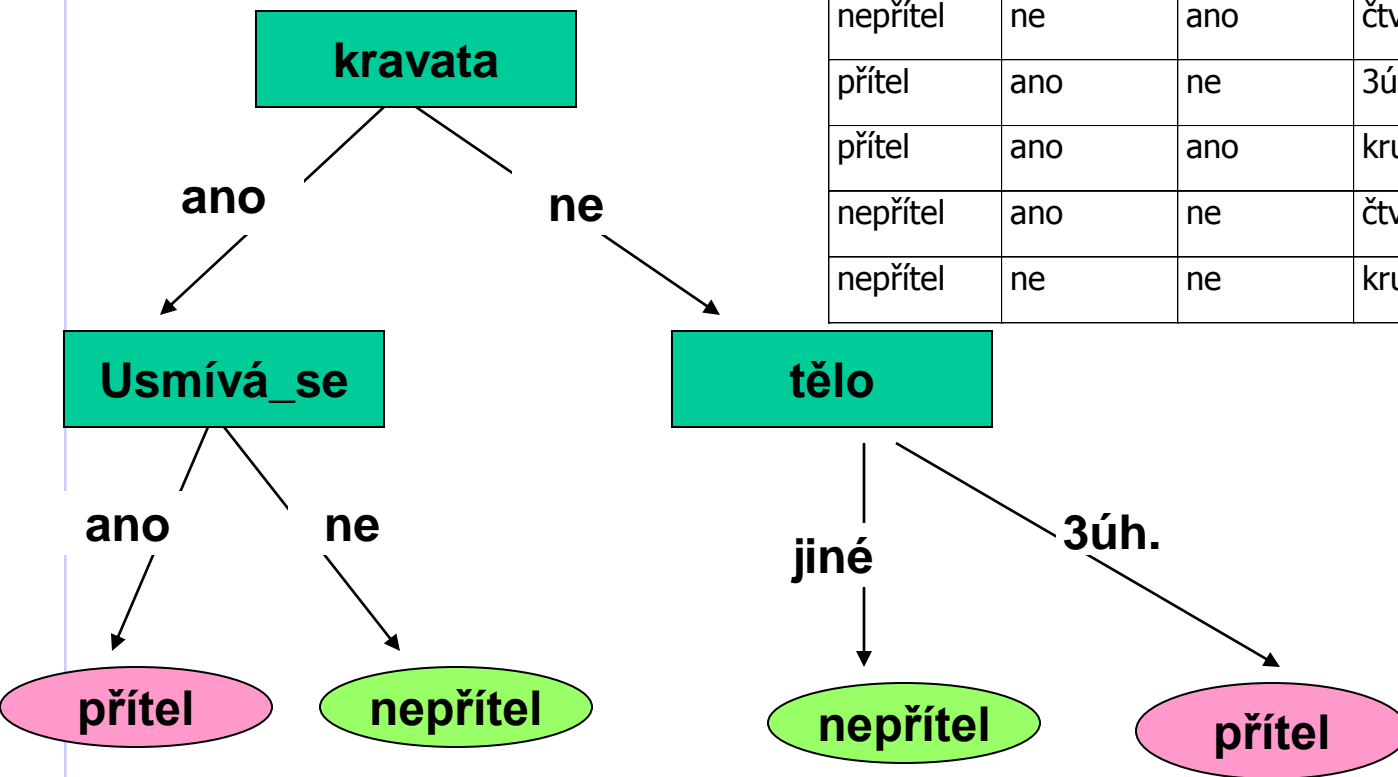 nepřítel ne ano
přítel ano ne
přítel ano ano
nepřítel ano ne
nepřítel ne ne
kravata
ano ne
Usmívá_se tělo
ano ne jiné 3úh.
přítel nepřítel nepřítel přítel